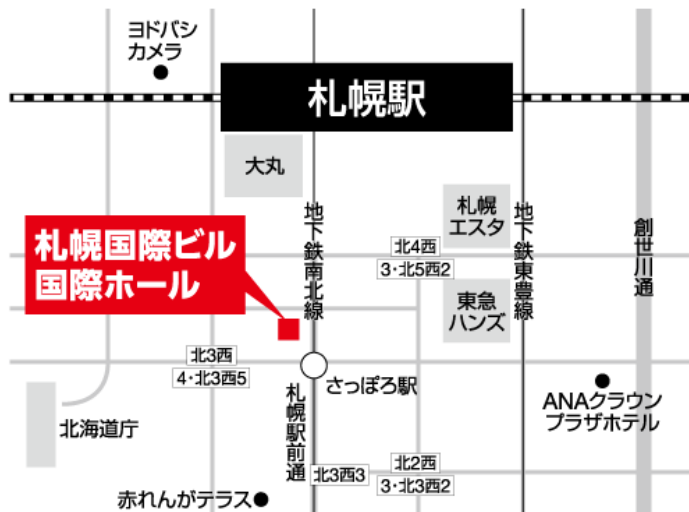 ヨドバシ
カメラ
札幌駅
大丸
札幌
エスタ
地下鉄南北線
地下鉄東豊線
創世川通
札幌国際ビル
国際ホール
北4西
3・北5西2
東急
ハンズ
北3西
4・北3西5
さっぽろ駅
札幌駅前通
ANAクラウン
プラザホテル
北海道庁
北3西3
北2西
3・北3西2
赤れんがテラス